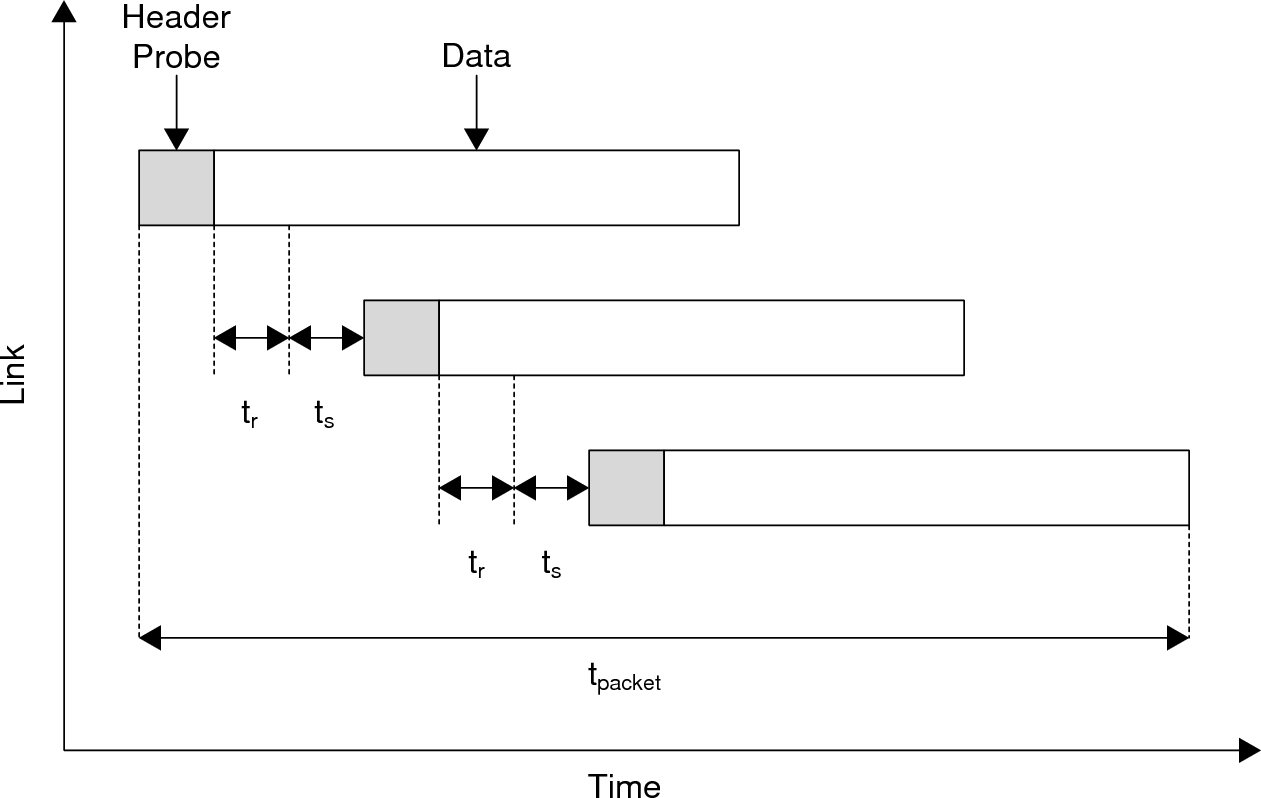 Header
Probe
Data
Link
tr
ts
tr
ts
tpacket
Time